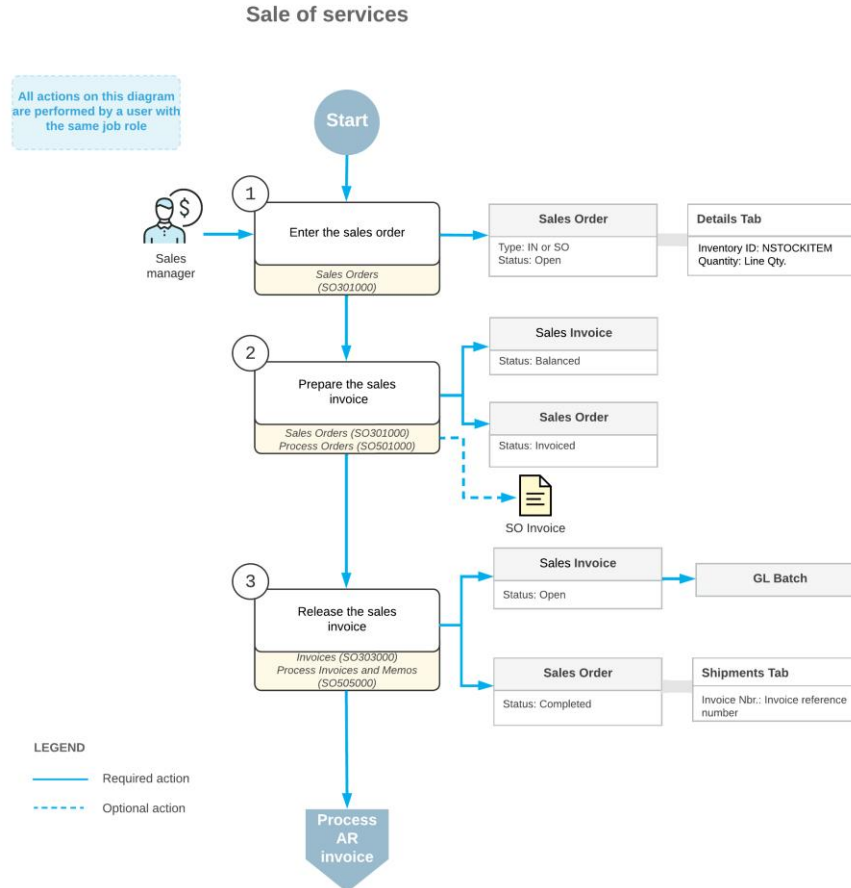 Sale of services
All actions on this diagram
are performed by a user with
the same job role
Start
1
Enter the sales order
Sales Orders
(SO301000)
Sales
manager
Sales Order
Type: IN or SO
Status: Open
Details Tab
Inventory ID: NSTOCKITEM
Quantity: Line Qty.
2
Prepare the sales
invoice
Sales Orders (SO301000)
Process Orders (SO501000)
Sales Invoice
Status: Balanced
Sales Order
Status: Invoiced
SO Invoice
3
Release the sales
invoice
Invoices (SO303000)
Process Invoices and Memos
(SO505000)
Sales Invoice
Status: Open
GL Batch
Sales Order
Status: Completed
Shipments Tab
Invoice Nbr.: Invoice reference
number
LEGEND
Required action
Optional action
Process
AR
invoice